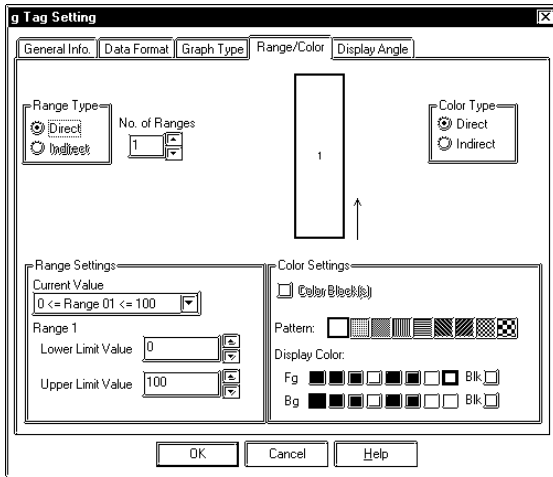 g Tag Setting
General Info. Data Format Graph Type Range/Color Display Angle
Range Type
Direct
Indirect
No. of Ranges
1
1
Color Type
Direct
Indirect
Range Settings
Current Value
0 <= Range 01 <= 100
Range 1
Lower Limit Value 0
Upper Limit Value 100
Color Settings
Color Block(s)
Pattern:
Display Color:
Fg Blk
Bg Blk
OK Cancel Help